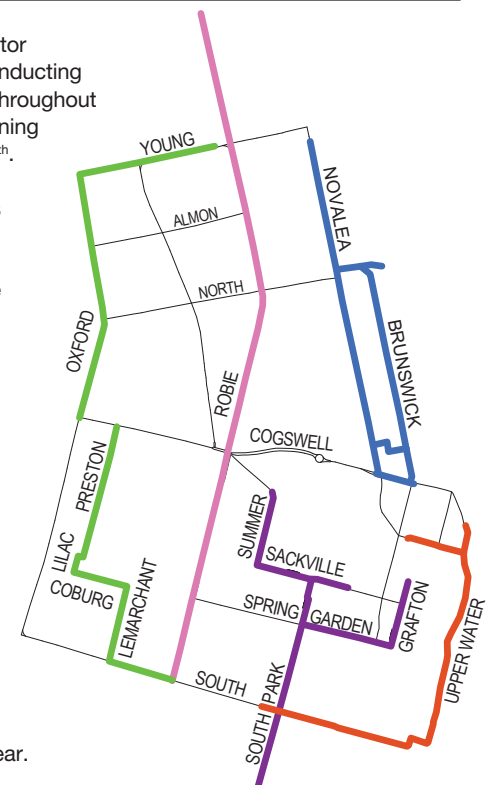 tor
nducting
hroughout
ning
th.
YOUNG
NOVALEA
ALMON
NORTH
OXFORD
BRUNSWICK
ROBIE
COGSWELL
PRESTON
SUMMER
LILAC
SACKVILLE
COBURG
LEMARCHANT
SPRING GARDEN
GRAFTON
UPPER WATER
SOUTH
SOUTH PARK
ear.